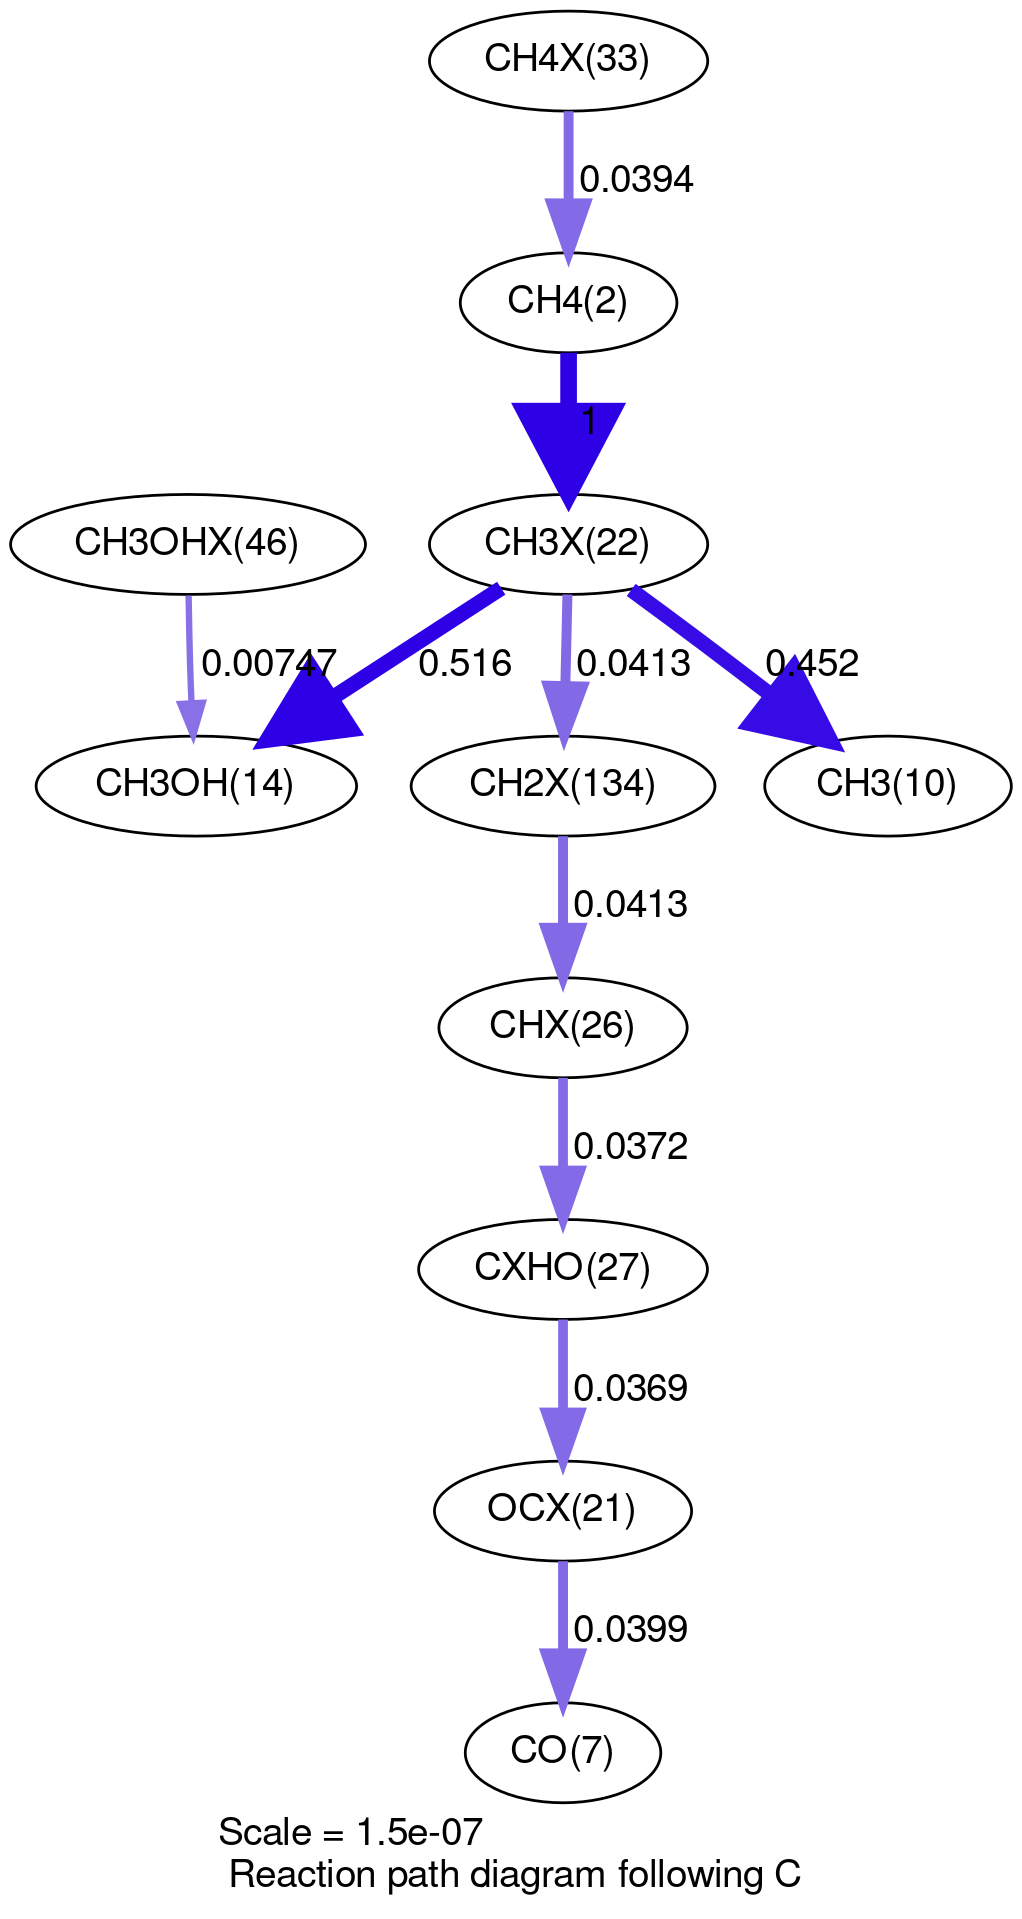 CH4X(33)
0.0394
CH4(2)
1
CH3OHX(46)
CH3X(22)
0.00747
0.516
0.0413
0.452
CH3OH(14)
CH2X(134)
CH3(10)
0.0413
CHX(26)
0.0372
CXHO(27)
0.0369
OCX(21)
0.0399
CO(7)
Scale = 1.5e-07
Reaction path diagram following C